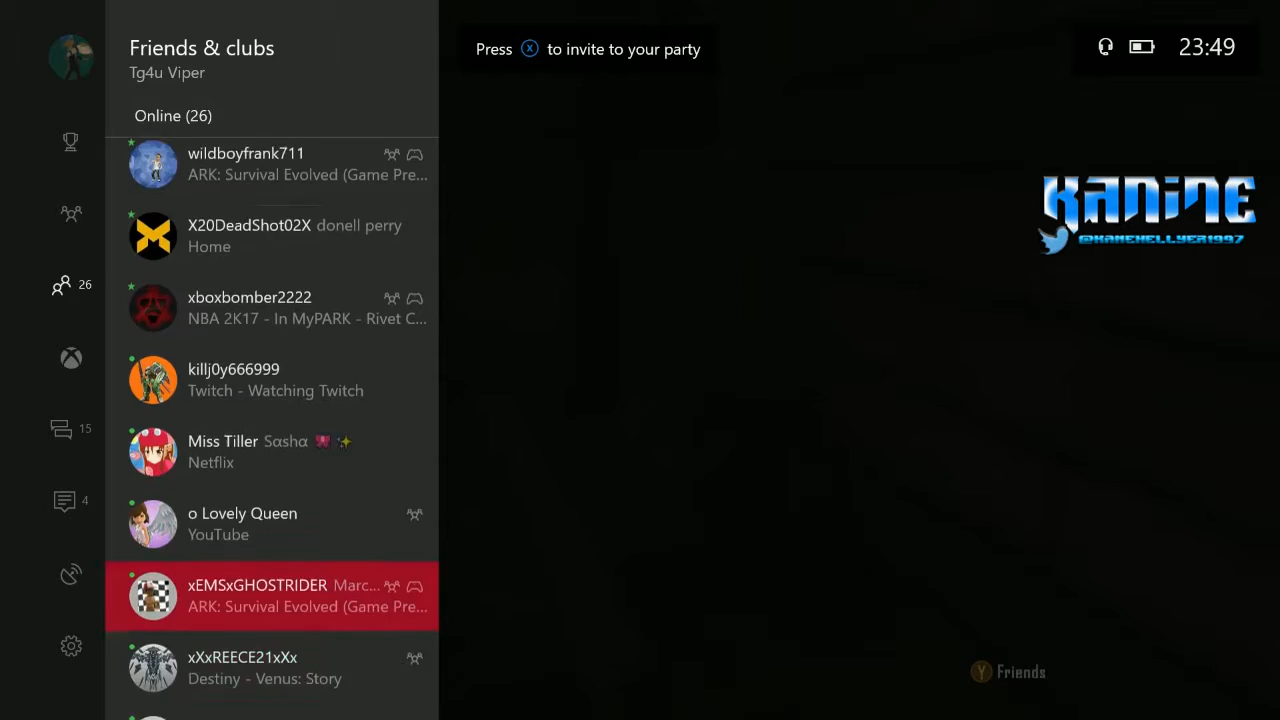 Friends & clubs
Tg4u Viper
Press X to invite to your party
23:49
Online (26)
wildboyfrank711
ARK: Survival Evolved (Game Pre...
X20DeadShot02X donell perry
Home
xboxbomber2222
NBA 2K17 - In MyPARK - Rivet C...
killj0y666999
Twitch - Watching Twitch
Miss Tiller Sαshα
Netflix
o Lovely Queen
YouTube
xEMSxGHOSTRIDER Marc...
ARK: Survival Evolved (Game Pre...
xXxREECE21xXx
Destiny - Venus: Story
26
15
4
KANINE
@KANEHELLYER1997
Y Friends